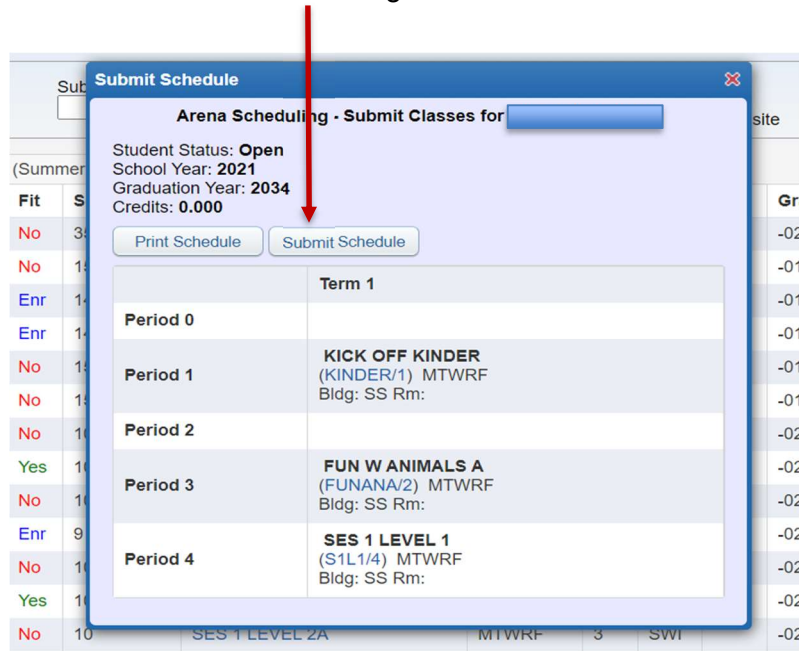 Submit Schedule
Arena Scheduling - Submit Classes for
site
Student Status: Open
School Year: 2021
Graduation Year: 2034
Credits: 0.000
Print Schedule Submit Schedule
Term 1
Period 0
Period 1
KICK OFF KINDER
(KINDER/1) MTWRF
Bldg: SS Rm:
Period 2
Period 3
FUN W ANIMALS A
(FUNANA/2) MTWRF
Bldg: SS Rm:
Period 4
SES 1 LEVEL 1
(S1L1/4) MTWRF
Bldg: SS Rm:
Fit
No
No
Enr
Enr
No
No
No
Yes
No
Enr
No
Yes
No 10 SES 1 LEVEL 2A MTWRF 3 SWI -02